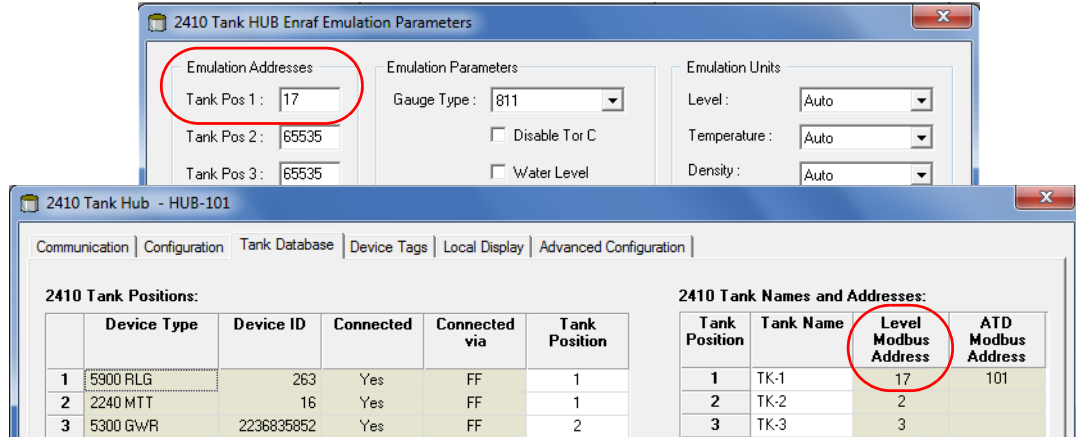 2410 Tank HUB Enraf Emulation Parameters
Emulation Addresses Emulation Parameters Emulation Units
Tank Pos 1 : 17 Gauge Type : 811 Level : Auto
Tank Pos 2 : 65535 Disable Tor C Temperature : Auto
Tank Pos 3 : 65535 Water Level Density : Auto
2410 Tank Hub - HUB-101
Communication Configuration Tank Database Device Tags Local Display Advanced Configuration
2410 Tank Positions: 2410 Tank Names and Addresses:
Device Type Device ID Connected Connected via Tank Position Tank Position Tank Name Level Modbus Address ATD Modbus Address
1 5900 RLG 263 Yes FF 1 1 TK-1 17 101
2 2240 MTT 16 Yes FF 1 2 TK-2 2
3 5300 GWR 2236835852 Yes FF 2 3 TK-3 3